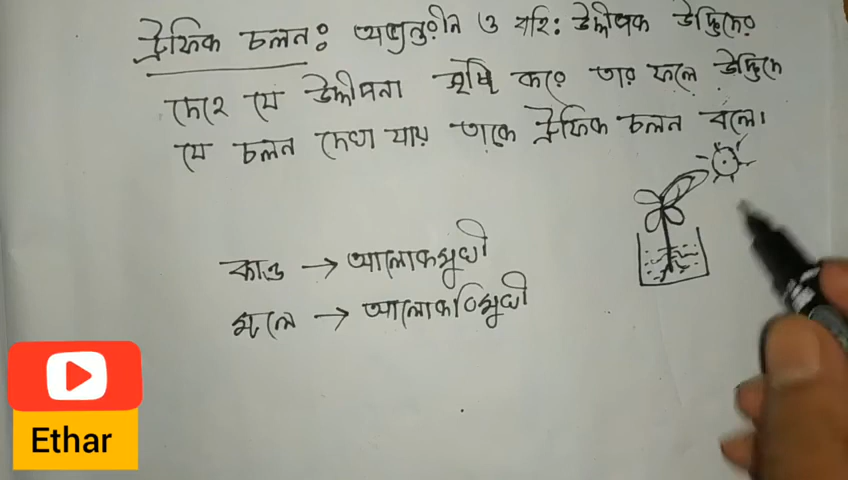 ট্রফিক চলনঃ অভ্যন্তরীন ও বহিঃ উদ্দীপক উদ্ভিদের
দেহে যে উদ্দীপনা সৃষ্টি করে তার ফলে উদ্ভিদে
যে চলন দেখা যায় তাকে ট্রফিক চলন বলে।
কাণ্ড → আলোকমুখী
মূলে → আলোকবিমুখী
Ethar